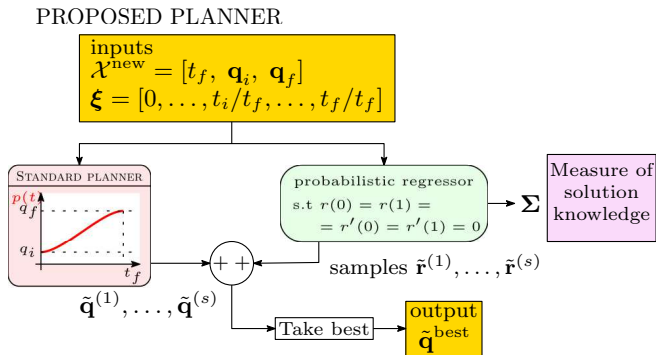 PROPOSED PLANNER
inputs
𝒳^new = [t_f, q_i, q_f]
ξ = [0, …, t_i/t_f, …, t_f/t_f]
STANDARD PLANNER
p(t)
q_f
q_i
t_f
probabilistic regressor
s.t r(0) = r(1) =
= r′(0) = r′(1) = 0
Σ
Measure of
solution
knowledge
+ +
samples r̃^(1), …, r̃^(s)
q̃^(1), …, q̃^(s)
Take best
output
q̃^best